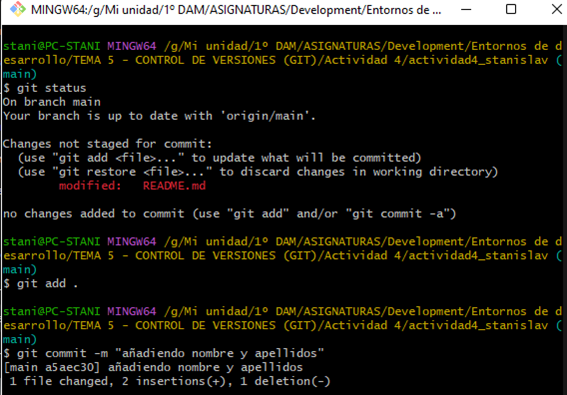 MINGW64:/g/Mi unidad/1º DAM/ASIGNATURAS/Development/Entornos de ...
stani@PC-STANI MINGW64 /g/Mi unidad/1º DAM/ASIGNATURAS/Development/Entornos de d
esarrollo/TEMA 5 - CONTROL DE VERSIONES (GIT)/Actividad 4/actividad4_stanislav (
main)
$ git status
On branch main
Your branch is up to date with 'origin/main'.
Changes not staged for commit:
  (use "git add <file>..." to update what will be committed)
  (use "git restore <file>..." to discard changes in working directory)
        modified:   README.md
no changes added to commit (use "git add" and/or "git commit -a")
stani@PC-STANI MINGW64 /g/Mi unidad/1º DAM/ASIGNATURAS/Development/Entornos de d
esarrollo/TEMA 5 - CONTROL DE VERSIONES (GIT)/Actividad 4/actividad4_stanislav (
main)
$ git add .
stani@PC-STANI MINGW64 /g/Mi unidad/1º DAM/ASIGNATURAS/Development/Entornos de d
esarrollo/TEMA 5 - CONTROL DE VERSIONES (GIT)/Actividad 4/actividad4_stanislav (
main)
$ git commit -m "añadiendo nombre y apellidos"
[main a5aec30] añadiendo nombre y apellidos
 1 file changed, 2 insertions(+), 1 deletion(-)